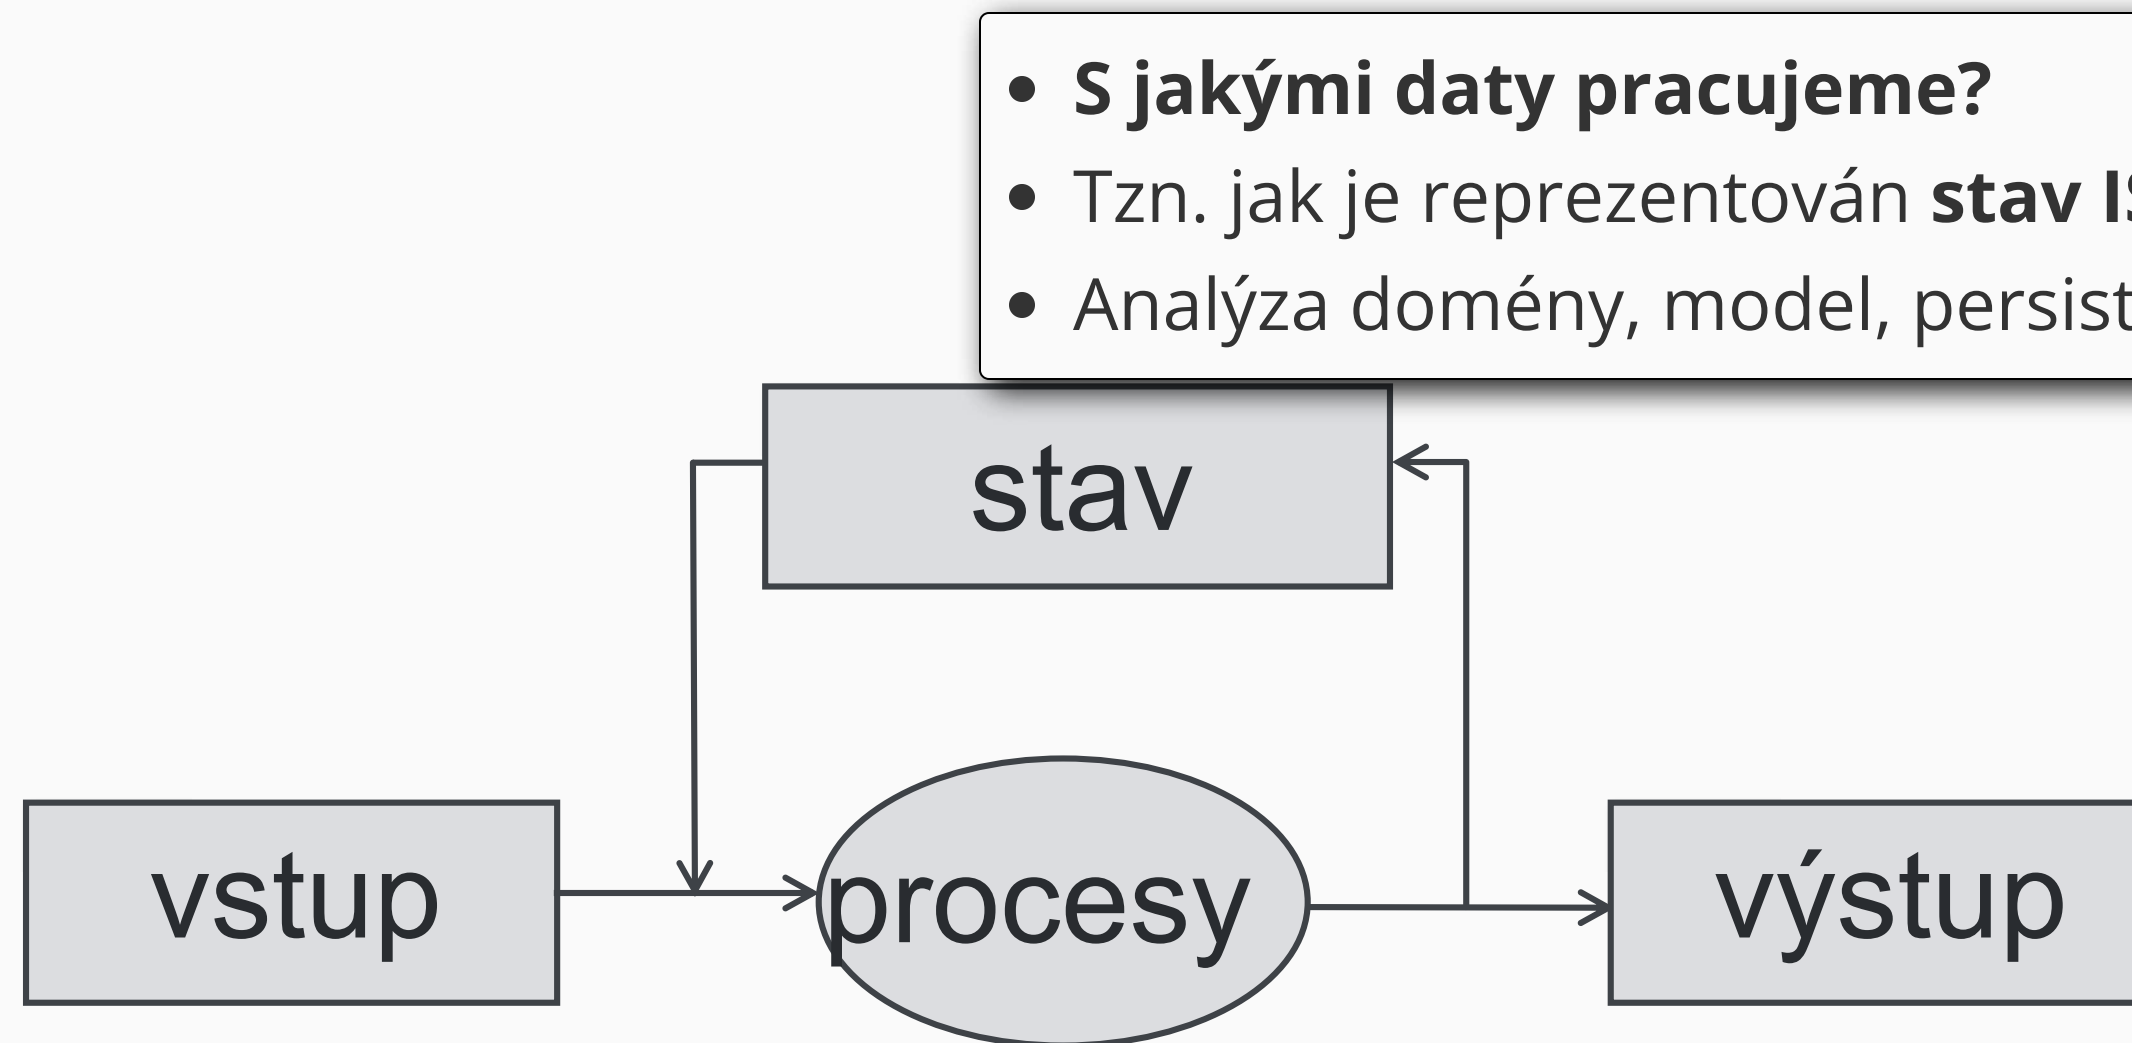 S jakými daty pracujeme?
Tzn. jak je reprezentován stav
Analýza domény, model,
stav
vstup
procesy
výstup